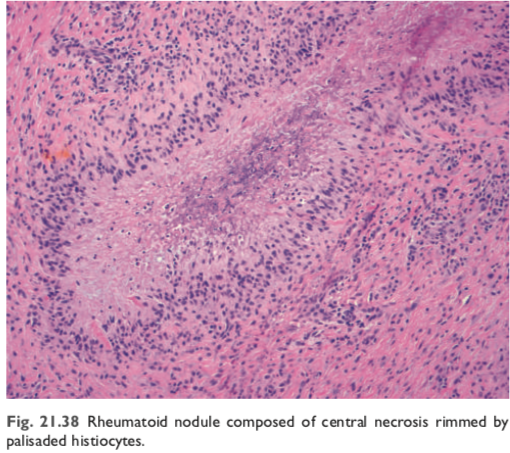 Fig. 21.38 Rheumatoid nodule composed of central necrosis rimmed by
palisaded histiocytes.